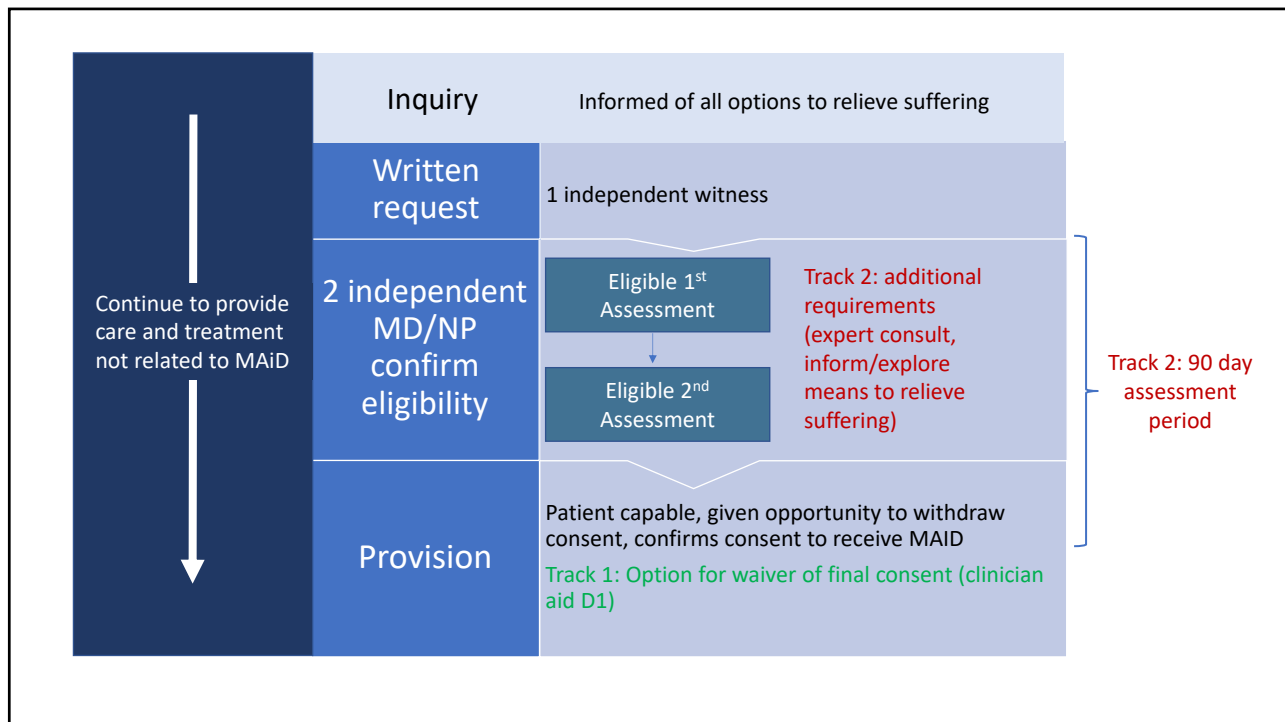 Inquiry
Informed of all options to relieve suffering
Written
request
1 independent witness
Continue to provide
care and treatment
not related to MAiD
2 independent
MD/NP
confirm
eligibility
Eligible 1st
Assessment
Eligible 2nd
Assessment
Track 2: additional
requirements
(expert consult,
inform/explore
means to relieve
suffering)
Track 2: 90 day
assessment
period
Provision
Patient capable, given opportunity to withdraw
consent, confirms consent to receive MAID
Track 1: Option for waiver of final consent (clinician
aid D1)